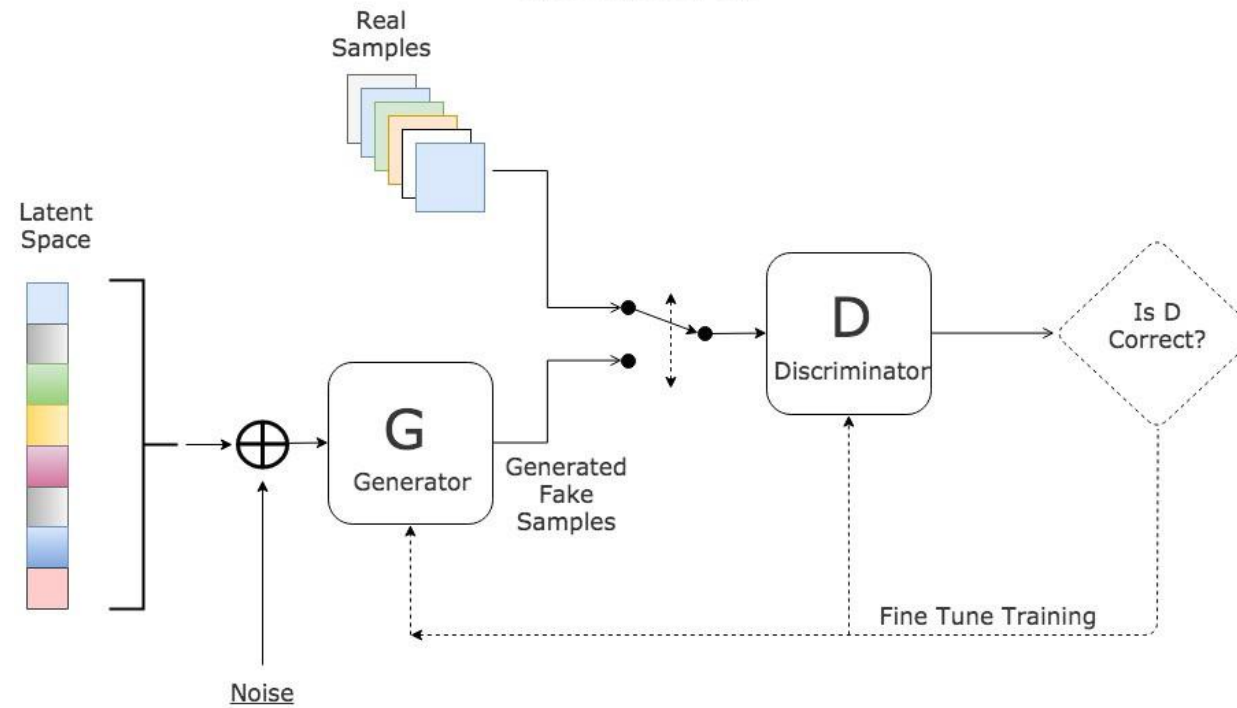 Real
Samples
Latent
Space
Is D
Correct?
D
Discriminator
G
Generator
Generated
Fake
Samples
Fine Tune Training
Noise